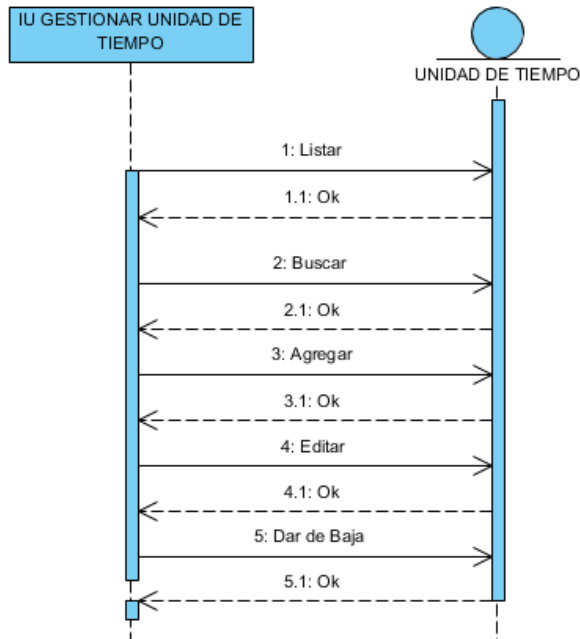 IU GESTIONAR UNIDAD DE
TIEMPO
UNIDAD DE TIEMPO
1: Listar
1.1: Ok
2: Buscar
2.1: Ok
3: Agregar
3.1: Ok
4: Editar
4.1: Ok
5: Dar de Baja
5.1: Ok